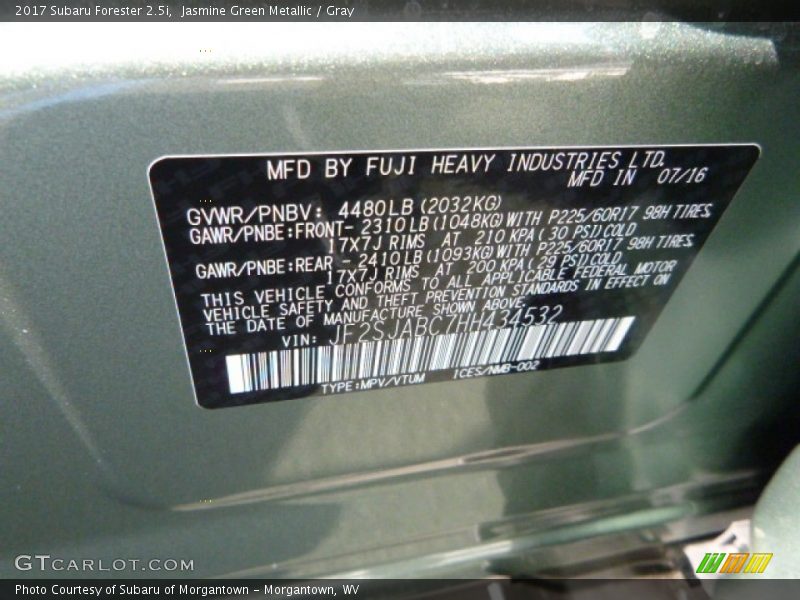 2017 Subaru Forester 2.5i,  Jasmine Green Metallic / Gray
MFD BY FUJI HEAVY INDUSTRIES LTD.
MFD IN 07/16
GVWR/PNBV: 4480LB (2032KG)
GAWR/PNBE:FRONT- 2310LB (1048KG) WITH P225/60R17 98H TIRES
17X7J RIMS AT 210 KPA (30 PSI) COLD
GAWR/PNBE:REAR - 2410LB (1093KG) WITH P225/60R17 98H TIRES
17X7J RIMS AT 200 KPA (29 PSI) COLD
THIS VEHICLE CONFORMS TO ALL APPLICABLE FEDERAL MOTOR
VEHICLE SAFETY AND THEFT PREVENTION STANDARDS IN EFFECT ON
THE DATE OF MANUFACTURE SHOWN ABOVE.
VIN: JF2SJABC7HH434532
TYPE:MPV/VTUM ICES/NMB-002
GTCARLOT.COM
Photo Courtesy of Subaru of Morgantown - Morgantown, WV